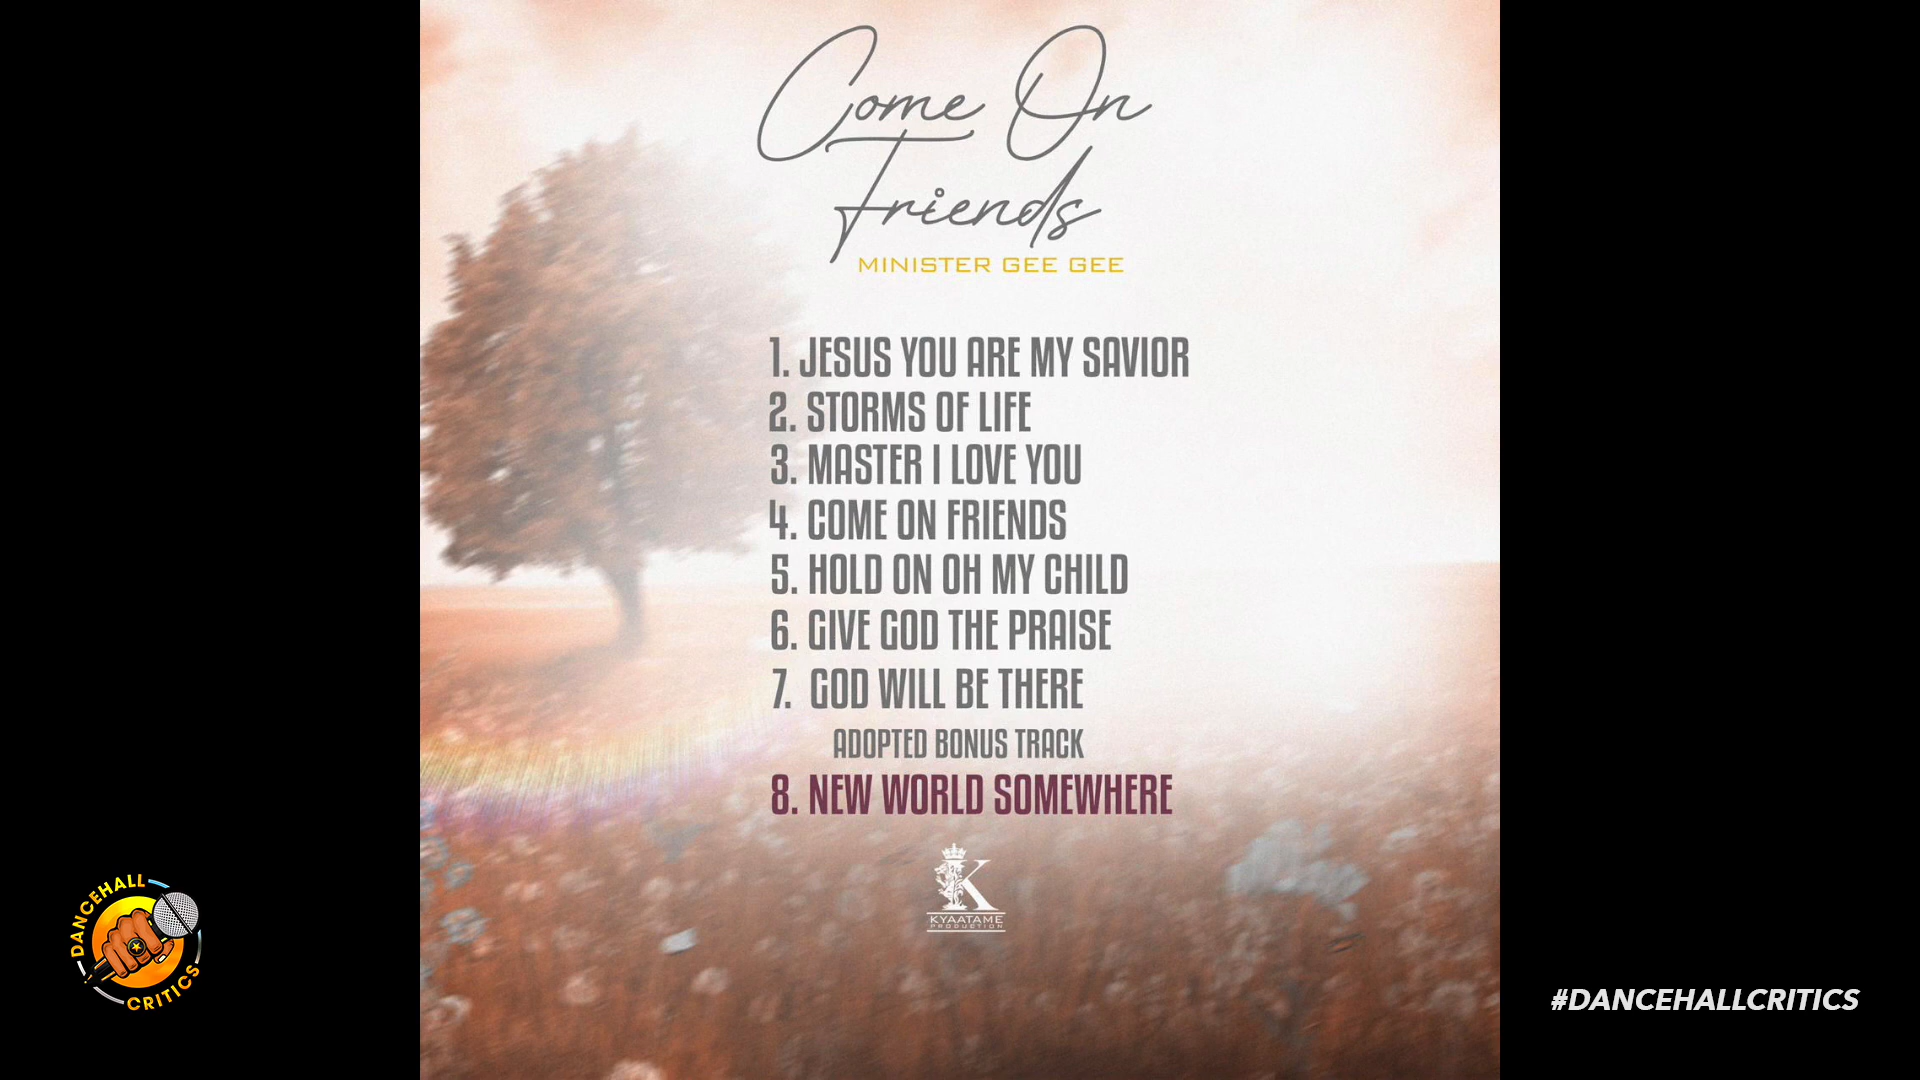 Come On
Friends
MINISTER GEE GEE
1. JESUS YOU ARE MY SAVIOR
2. STORMS OF LIFE
3. MASTER I LOVE YOU
4. COME ON FRIENDS
5. HOLD ON OH MY CHILD
6. GIVE GOD THE PRAISE
7. GOD WILL BE THERE
ADOPTED BONUS TRACK
8. NEW WORLD SOMEWHERE
K
KYAATAME
PRODUCTION
DANCEHALL
CRITICS
#DANCEHALLCRITICS